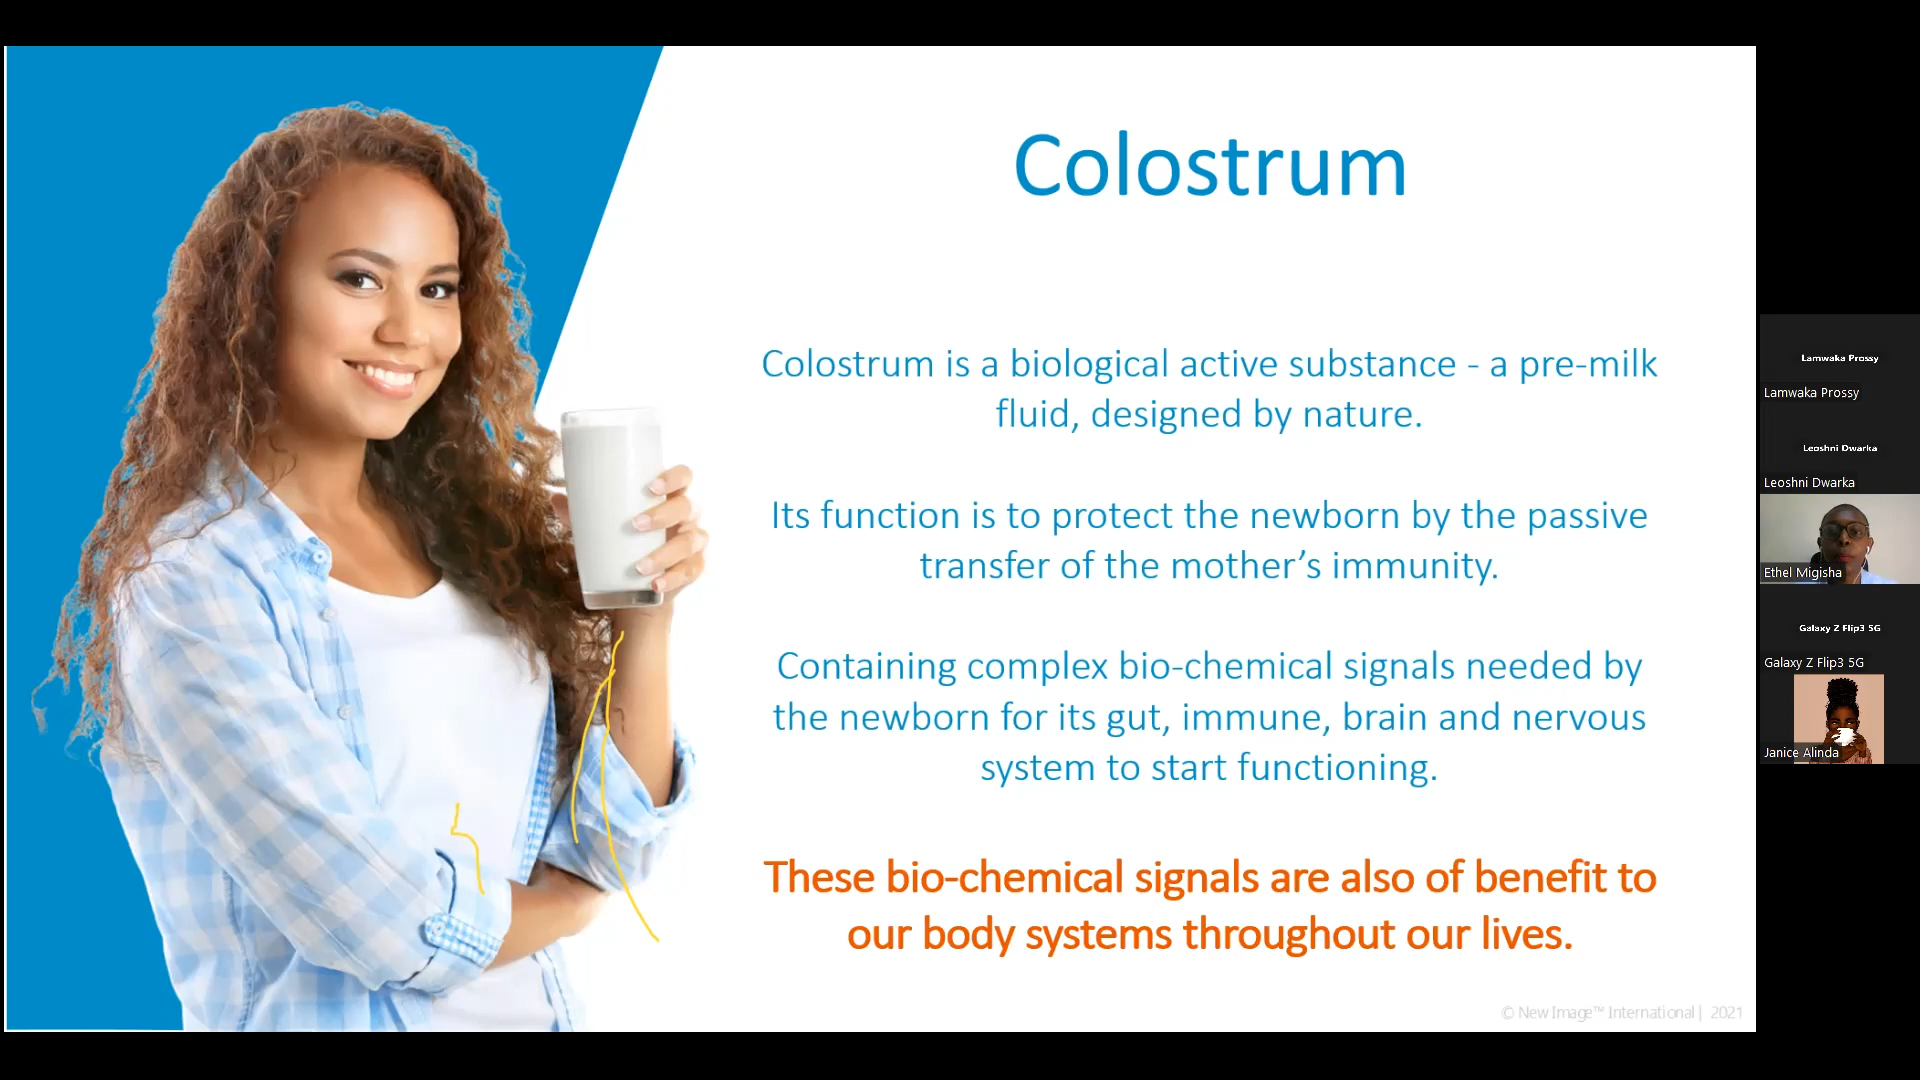 Colostrum
Colostrum is a biological active substance - a pre-milk
fluid, designed by nature.
Its function is to protect the newborn by the passive
transfer of the mother’s immunity.
Containing complex bio-chemical signals needed by
the newborn for its gut, immune, brain and nervous
system to start functioning.
These bio-chemical signals are also of benefit to
our body systems throughout our lives.
© New Image™ International | 2021
Lamwaka Prossy
Lamwaka Prossy
Leoshni Dwarka
Leoshni Dwarka
Ethel Migisha
Galaxy Z Flip3 5G
Galaxy Z Flip3 5G
Janice Alinda